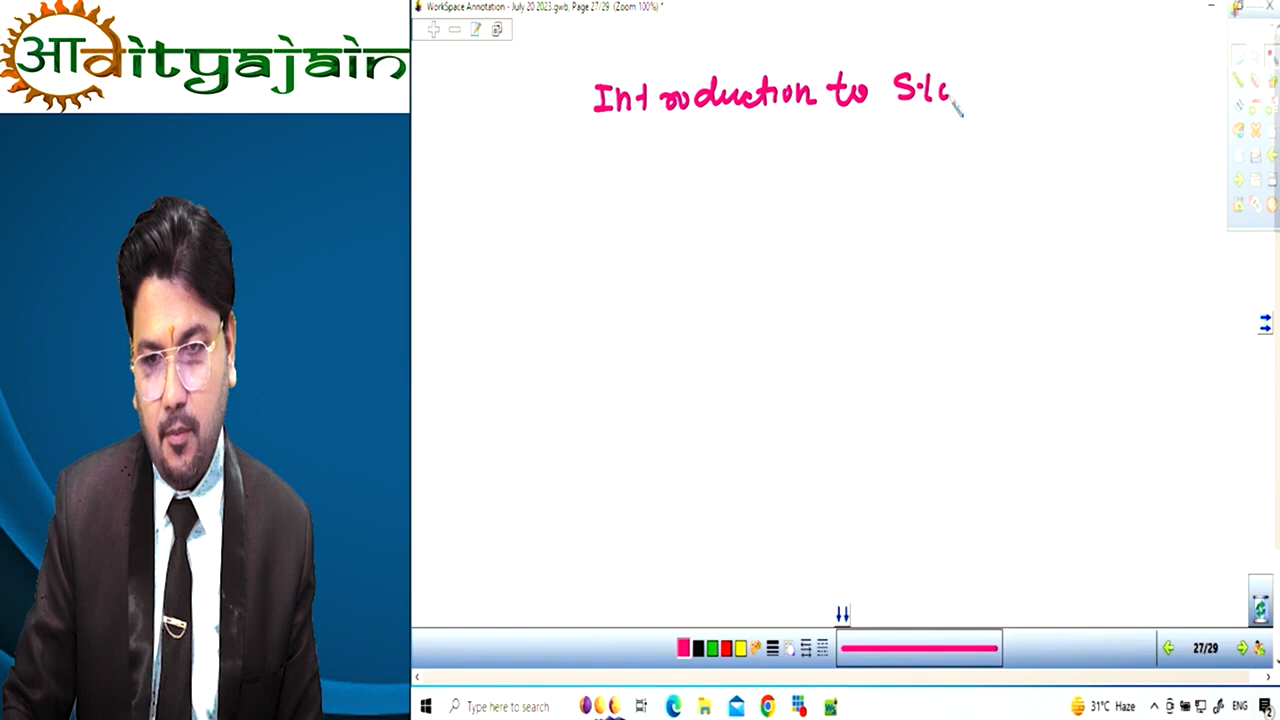 आdityajain
WorkSpace Annotation - July 20 2023.gwb, Page 27/29 (Zoom 100%) *
Introduction to
27/29
Type here to search
31°C Haze
ENG